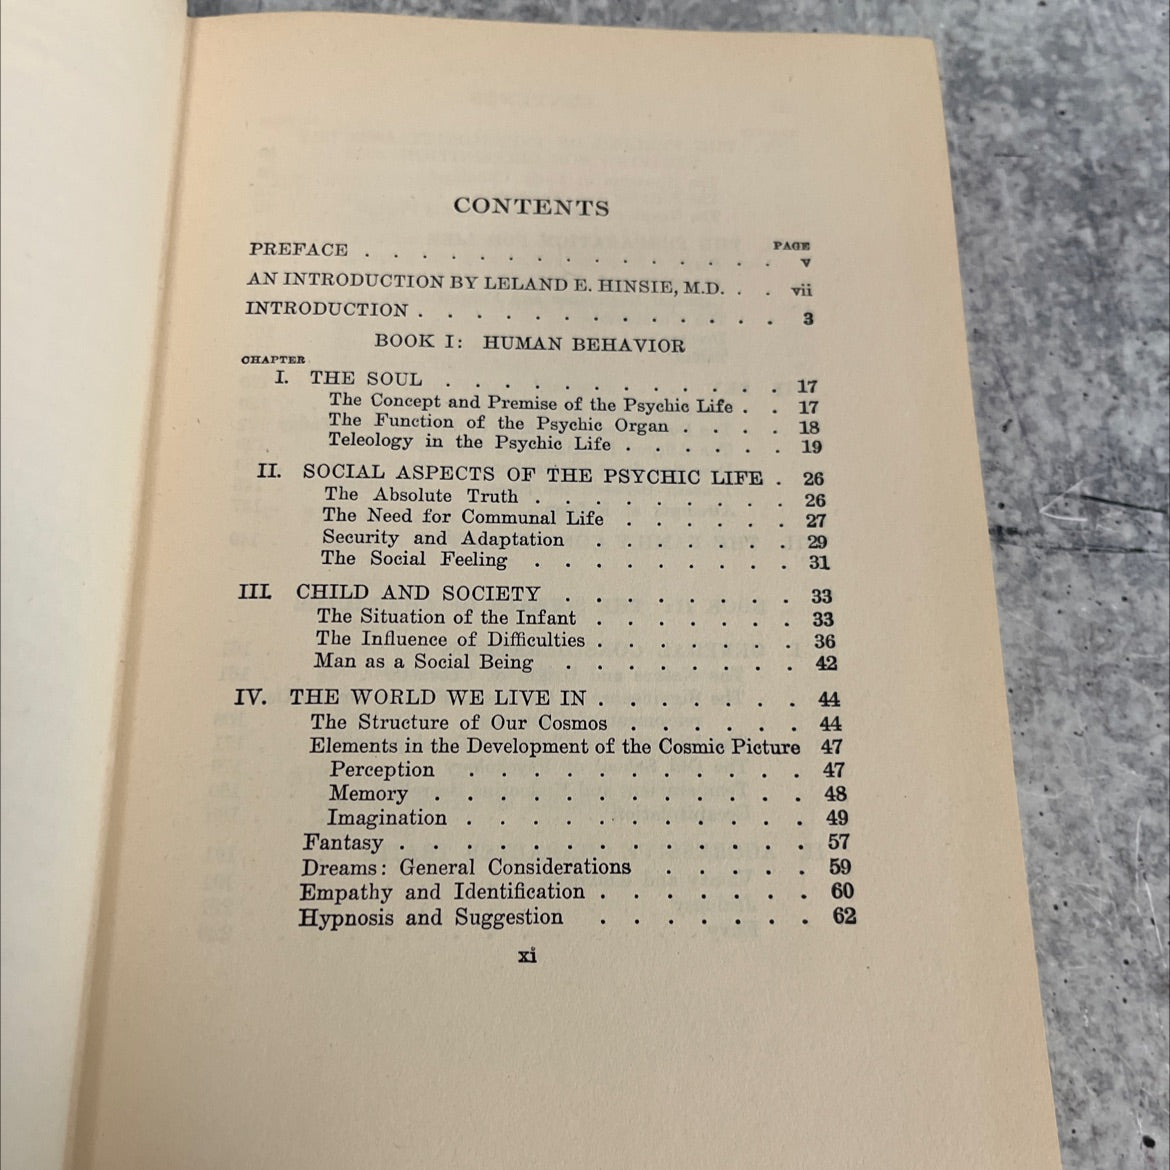 CONTENTS
PAGE
PREFACE . . . . . . . . . . . . . . . v
AN INTRODUCTION BY LELAND E. HINSIE, M.D. . . vii
INTRODUCTION . . . . . . . . . . . . . 3
BOOK I: HUMAN BEHAVIOR
CHAPTER
I. THE SOUL . . . . . . . . . . . . 17
The Concept and Premise of the Psychic Life . . 17
The Function of the Psychic Organ . . . . 18
Teleology in the Psychic Life . . . . . . 19
II. SOCIAL ASPECTS OF THE PSYCHIC LIFE . 26
The Absolute Truth . . . . . . . . . 26
The Need for Communal Life . . . . . . 27
Security and Adaptation . . . . . . . 29
The Social Feeling . . . . . . . . . 31
III. CHILD AND SOCIETY . . . . . . . . . 33
The Situation of the Infant . . . . . . . 33
The Influence of Difficulties . . . . . . . 36
Man as a Social Being . . . . . . . . 42
IV. THE WORLD WE LIVE IN . . . . . . . . 44
The Structure of Our Cosmos . . . . . . 44
Elements in the Development of the Cosmic Picture 47
Perception . . . . . . . . . . . 47
Memory . . . . . . . . . . . . 48
Imagination . . . . . . . . . . . 49
Fantasy . . . . . . . . . . . . . 57
Dreams: General Considerations . . . . . 59
Empathy and Identification . . . . . . . 60
Hypnosis and Suggestion . . . . . . . 62
xi